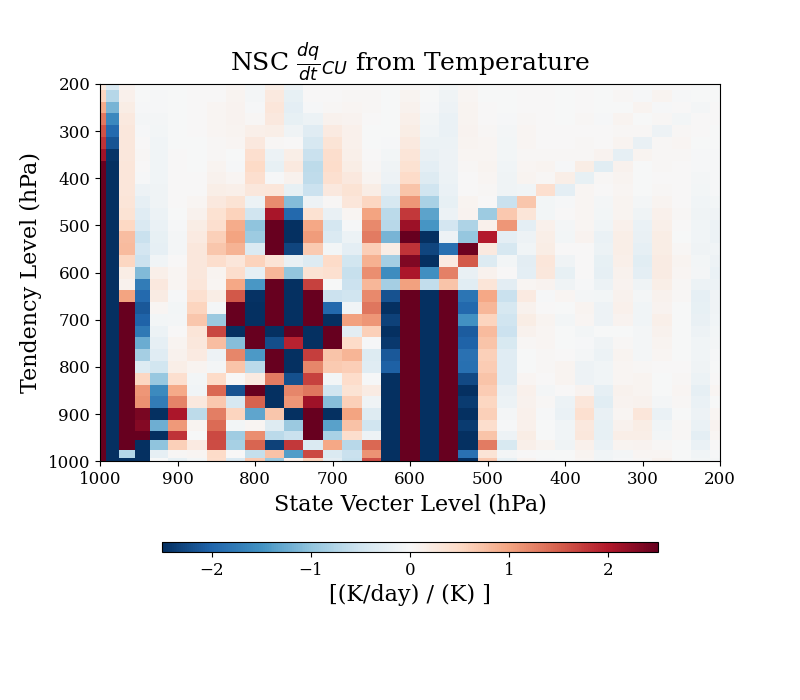 NSC dq/dt CU from Temperature
200
300
400
500
600
700
800
900
1000
Tendency Level (hPa)
1000 900 800 700 600 500 400 300 200
State Vecter Level (hPa)
−2 −1 0 1 2
[(K/day) / (K) ]